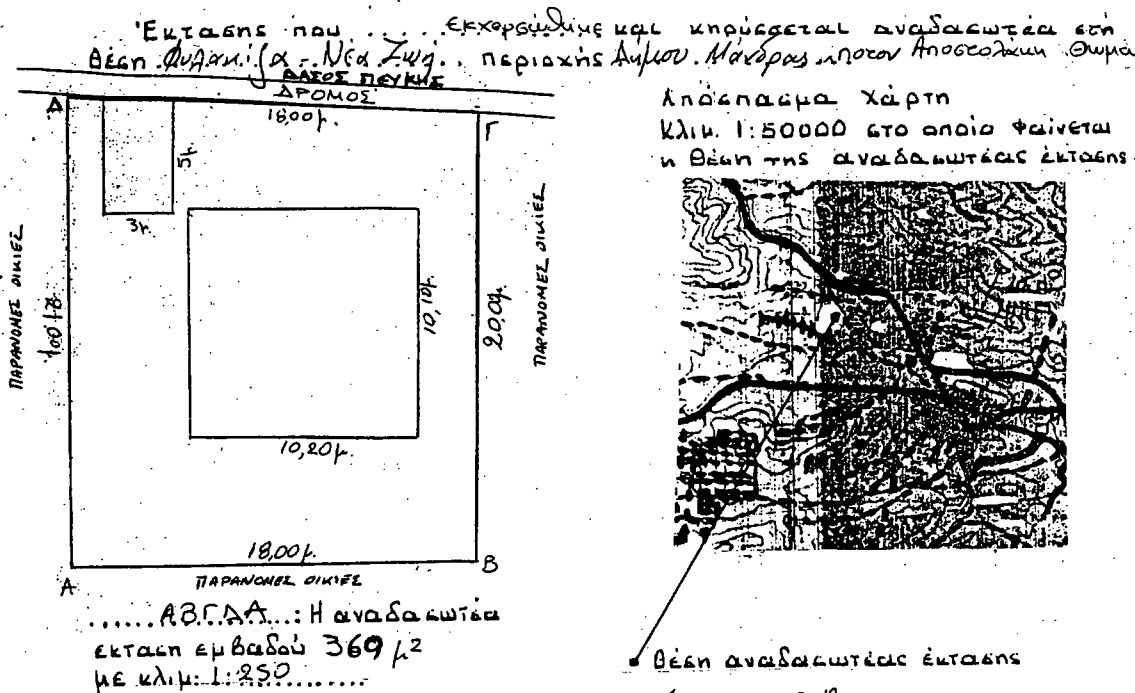 Έκτασης που ..... εκχερσώθηκε και κηρύσσεται αναδασωτέα στη
θέση Φυλακίζα - Νέα Ζωή .. περιοχής Δήμου Μάνδρας Αποστολάκη Θωμά
ΔΑΣΟΣ ΠΕΥΚΗΣ
ΔΡΟΜΟΣ
Δ
18,00μ.
Γ
5μ.
3μ.
ΠΑΡΑΝΟΜΕΣ ΟΙΚΙΕΣ
10,10μ.
20,0μ.
ΠΑΡΑΝΟΜΕΣ ΟΙΚΙΕΣ
10,20μ.
18,00μ.
Α
Β
ΠΑΡΑΝΟΜΕΣ ΟΙΚΙΕΣ
...... ΑΒΓΔΑ...: Η αναδασωτέα
έκταση εμβαδού 360 μ²
με κλιμ: 1:250..........
Απόσπασμα χάρτη
κλιμ. 1:50000 στο οποίο φαίνεται
η θέση της αναδασωτέας έκτασης
θέση αναδασωτέας έκτασης